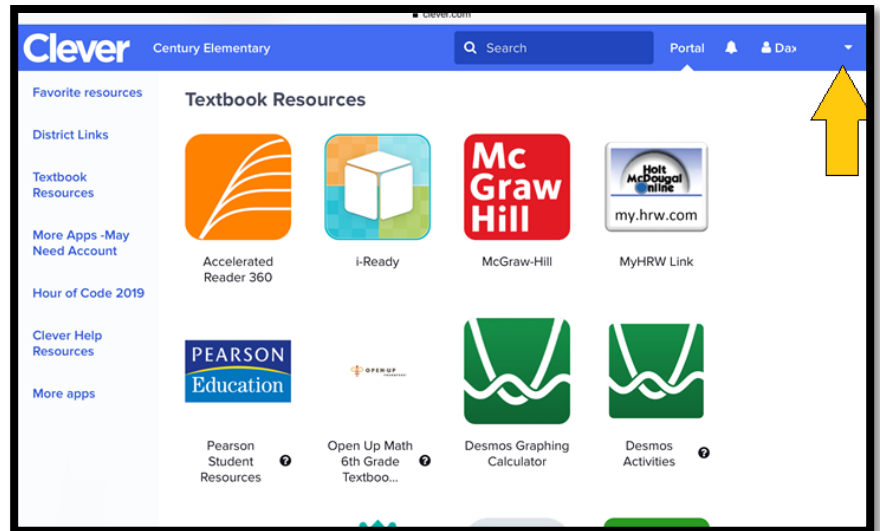 clever.com
Clever Century Elementary Search Portal Dax
Favorite resources
District Links
Textbook
Resources
More Apps -May
Need Account
Hour of Code 2019
Clever Help
Resources
More apps
Textbook Resources
Mc
Graw
Hill
Holt
McDougal
Online
my.hrw.com
Accelerated
Reader 360
i-Ready
McGraw-Hill
MyHRW Link
PEARSON
Education
OPEN UP
Pearson
Student
Resources
Open Up Math
6th Grade
Textboo...
Desmos Graphing
Calculator
Desmos
Activities